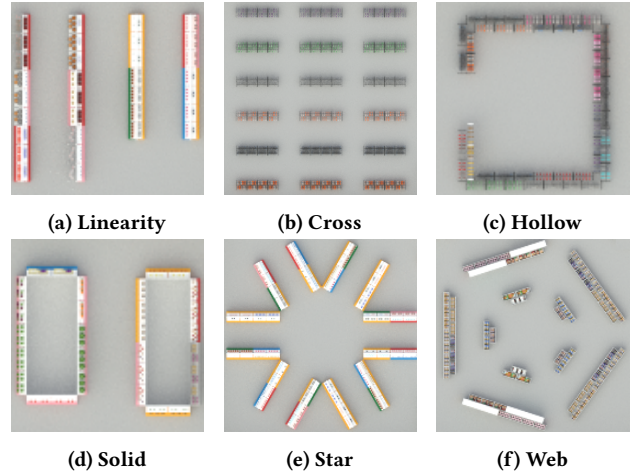 (a) Linearity
(b) Cross
(c) Hollow
(d) Solid
(e) Star
(f) Web